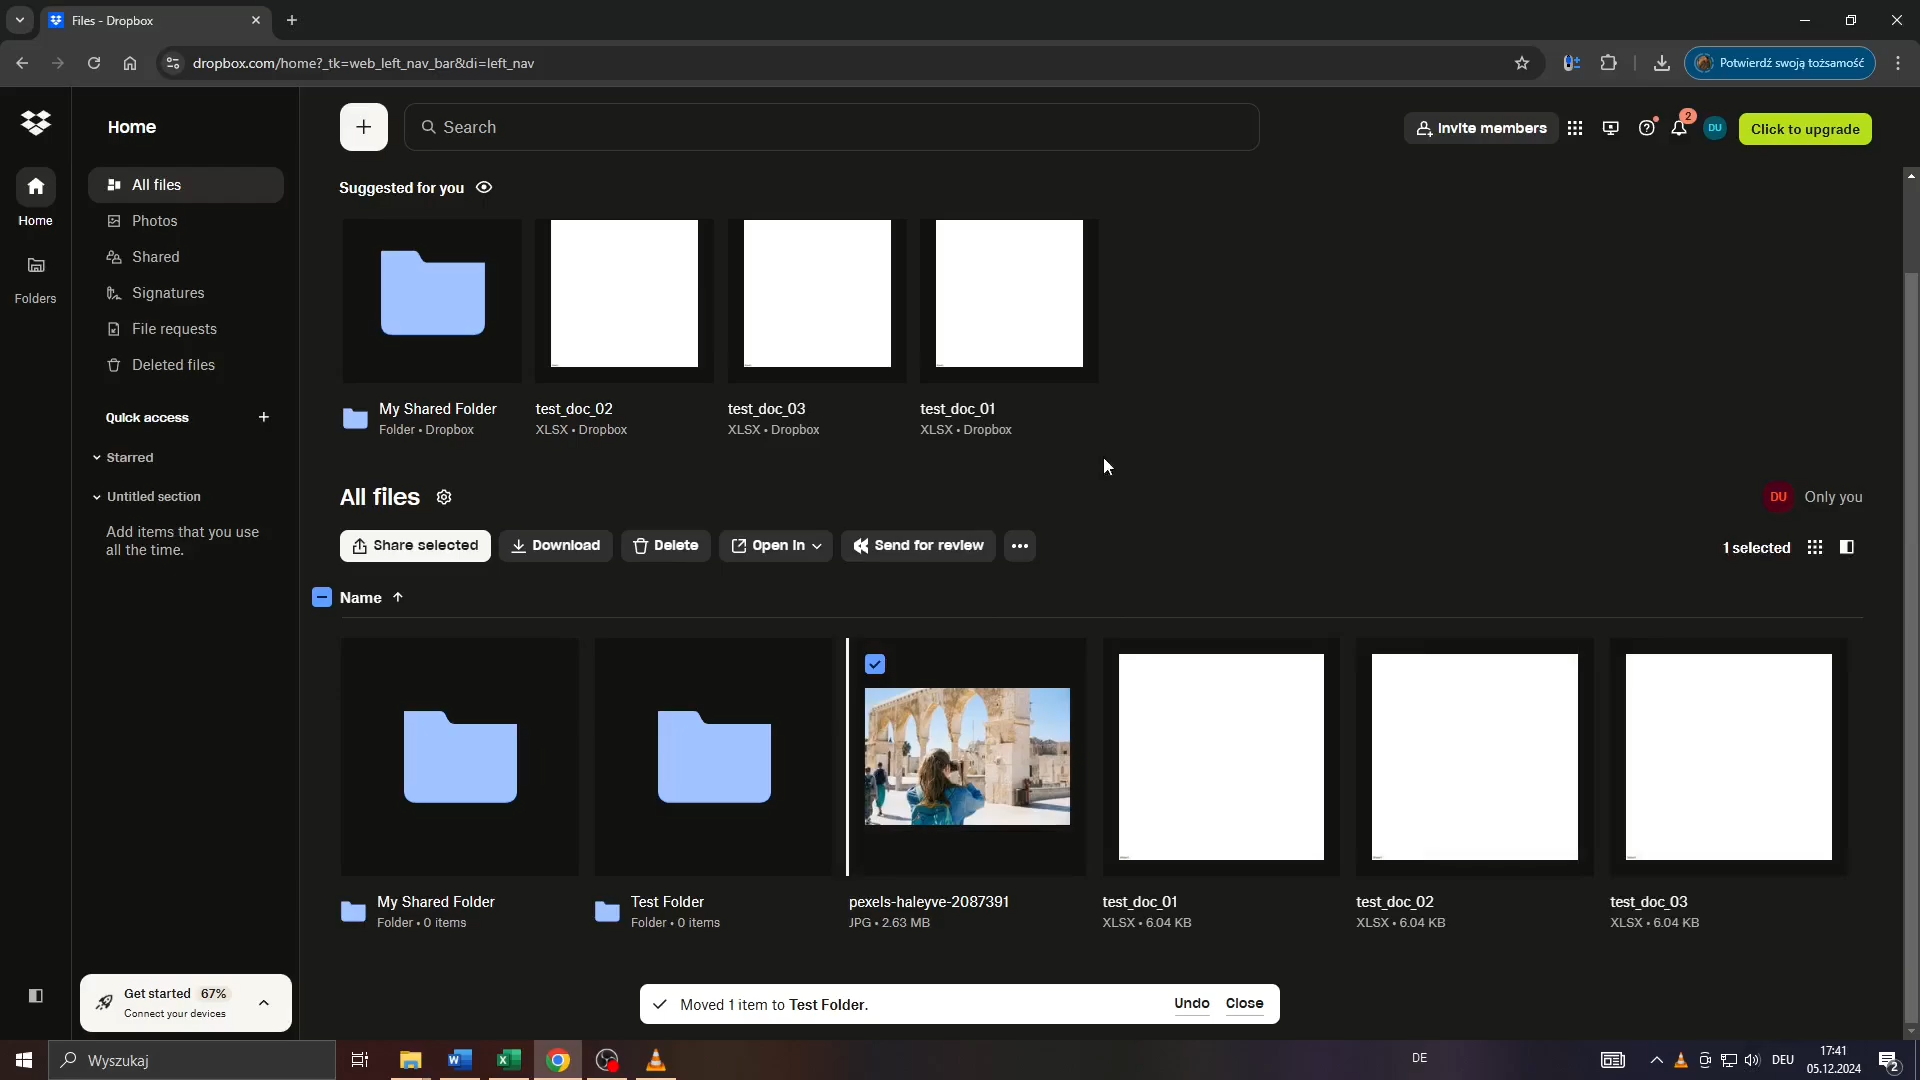 Files - Dropbox
dropbox.com/home?_tk=web_left_nav_bar&di=left_nav
Potwierdź swoją tożsamość
Home
Search
Invite members
2
DU
Click to upgrade
Home
Folders
All files
Photos
Shared
Signatures
File requests
Deleted files
Quick access
Starred
Untitled section
Add items that you use
all the time.
Get started 67%
Connect your devices
Suggested for you
My Shared Folder
Folder • Dropbox
test_doc_02
XLSX • Dropbox
test_doc_03
XLSX • Dropbox
test_doc_01
XLSX • Dropbox
All files
DU Only you
Share selected
Download
Delete
Open in
Send for review
1 selected
Name
My Shared Folder
Folder • 0 items
Test Folder
Folder • 0 items
pexels-haleyve-2087391
JPG • 2.63 MB
test_doc_01
XLSX • 6.04 KB
test_doc_02
XLSX • 6.04 KB
test_doc_03
XLSX • 6.04 KB
Moved 1 item to Test Folder.
Undo
Close
Wyszukaj
DE
DEU
17:41
05.12.2024
2